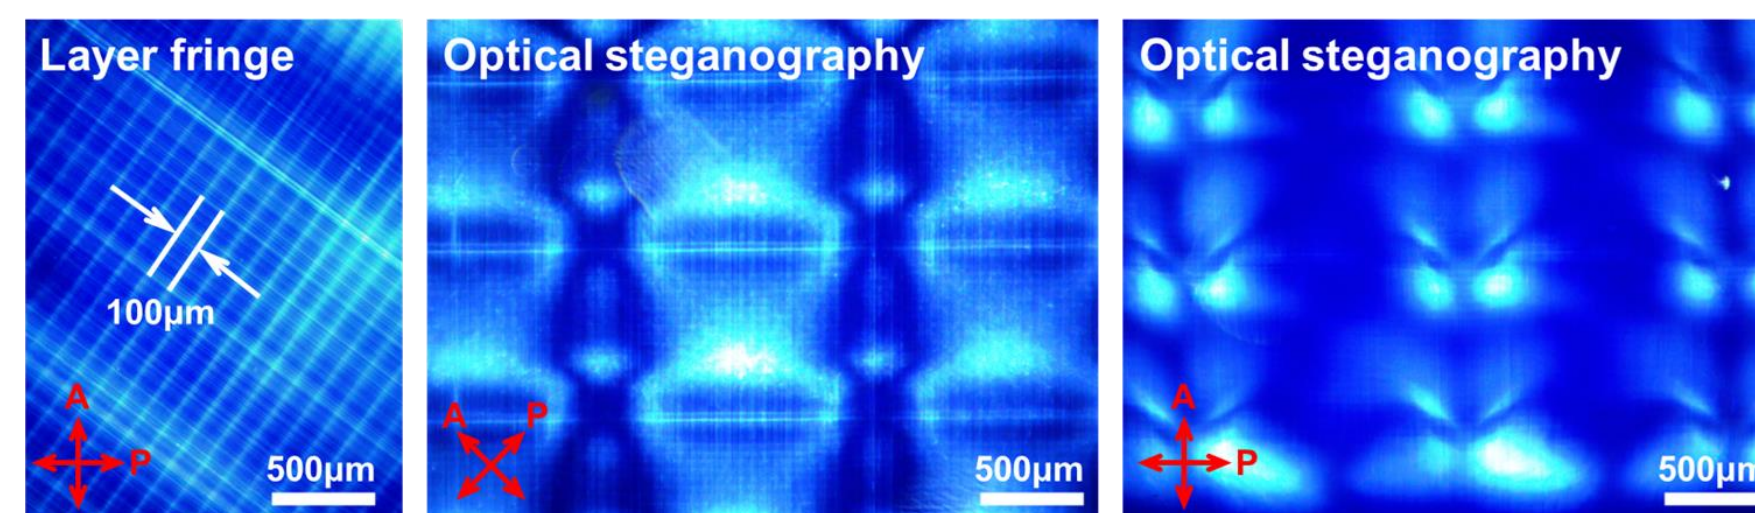 Layer fringe
100μm
A
P
500μm
Optical steganography
A
P
500μm
Optical steganography
A
P
500μm